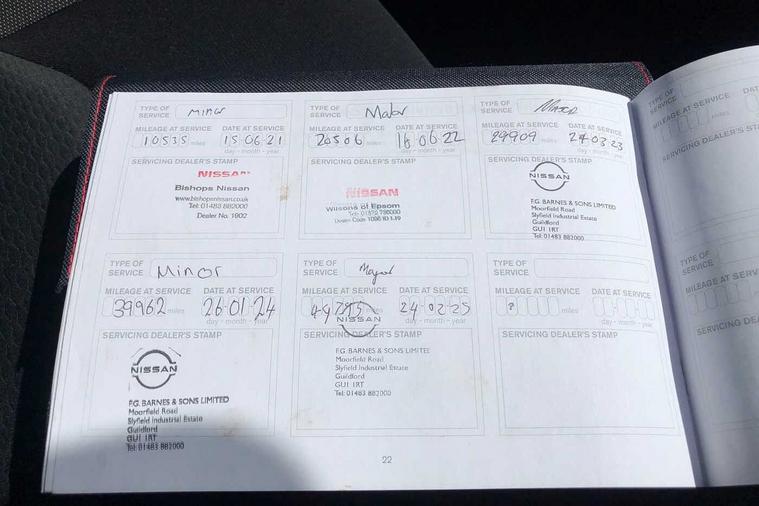 TYPE OF SERVICE Minor
MILEAGE AT SERVICE DATE AT SERVICE
10535 miles 15·06·21
day - month - year
SERVICING DEALER'S STAMP
NISSAN
Bishops Nissan
www.bishopsnissan.co.uk
Tel: 01483 882000
Dealer No. 1902
TYPE OF SERVICE Major
MILEAGE AT SERVICE DATE AT SERVICE
20506 miles 16·06·22
day - month - year
SERVICING DEALER'S STAMP
NISSAN
Wilsons of Epsom
TYPE OF SERVICE Major
MILEAGE AT SERVICE DATE AT SERVICE
29909 miles 24·03·23
day - month - year
SERVICING DEALER'S STAMP
NISSAN
F.G. BARNES & SONS LIMITED
Moorfield Road
Slyfield Industrial Estate
Guildford
GU1 1RT
Tel: 01483 882000
TYPE OF SERVICE Minor
MILEAGE AT SERVICE DATE AT SERVICE
39962 miles 26·01·24
day - month - year
SERVICING DEALER'S STAMP
NISSAN
F.G. BARNES & SONS LIMITED
Moorfield Road
Slyfield Industrial Estate
Guildford
GU1 1RT
Tel: 01483 882000
TYPE OF SERVICE
MILEAGE AT SERVICE DATE AT SERVICE
miles 24·02·25
day - month - year
NISSAN
SERVICING DEALER'S STAMP
F.G. BARNES & SONS LIMITED
Moorfield Road
Slyfield Industrial Estate
Guildford
GU1 1RT
Tel: 01483 882000
TYPE OF SERVICE
MILEAGE AT SERVICE DATE AT SERVICE
miles
day - month - year
SERVICING DEALER'S STAMP
22
TYPE OF SERVICE
MILEAGE AT SERVICE
miles
SERVICING DEALER'S
TYPE OF SERVICE
MILEAGE AT
miles
SERVICING